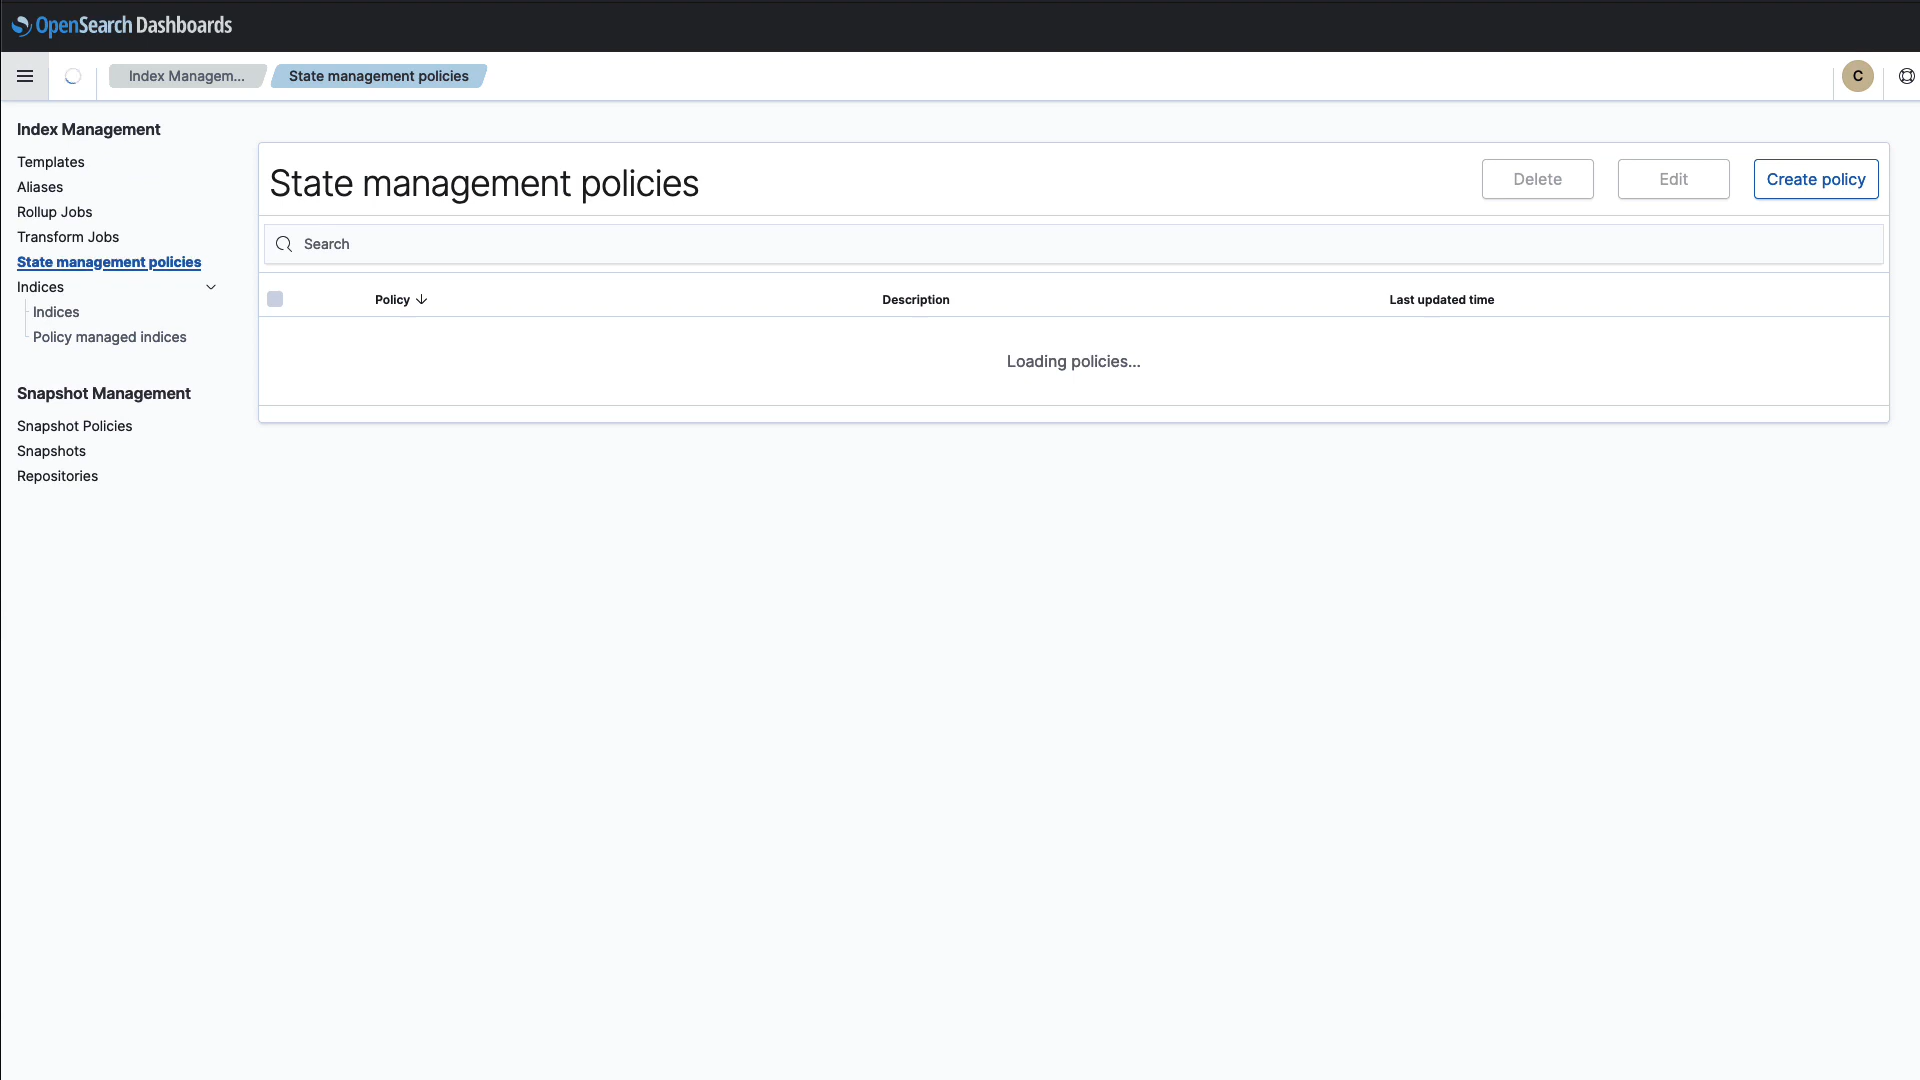 OpenSearch Dashboards
Index Managem...
State management policies
C
Index Management
Templates
Aliases
Rollup Jobs
Transform Jobs
State management policies
Indices
Indices
Policy managed indices
Snapshot Management
Snapshot Policies
Snapshots
Repositories
State management policies
Delete
Edit
Create policy
Search
Policy
Description
Last updated time
Loading policies...